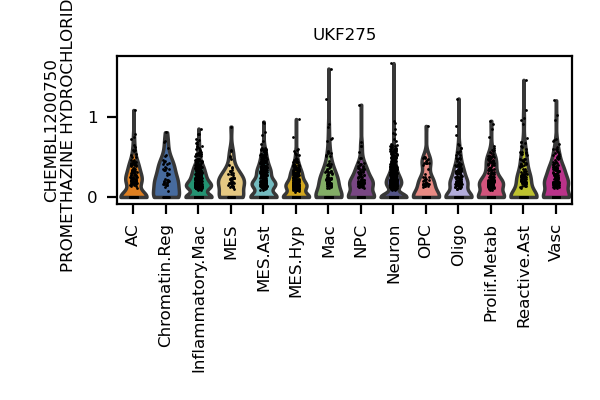 UKF275
CHEMBL1200750
PROMETHAZINE HYDROCHLORID
1
0
AC
Chromatin.Reg
Inflammatory.Mac
MES
MES.Ast
MES.Hyp
Mac
NPC
Neuron
OPC
Oligo
Prolif.Metab
Reactive.Ast
Vasc